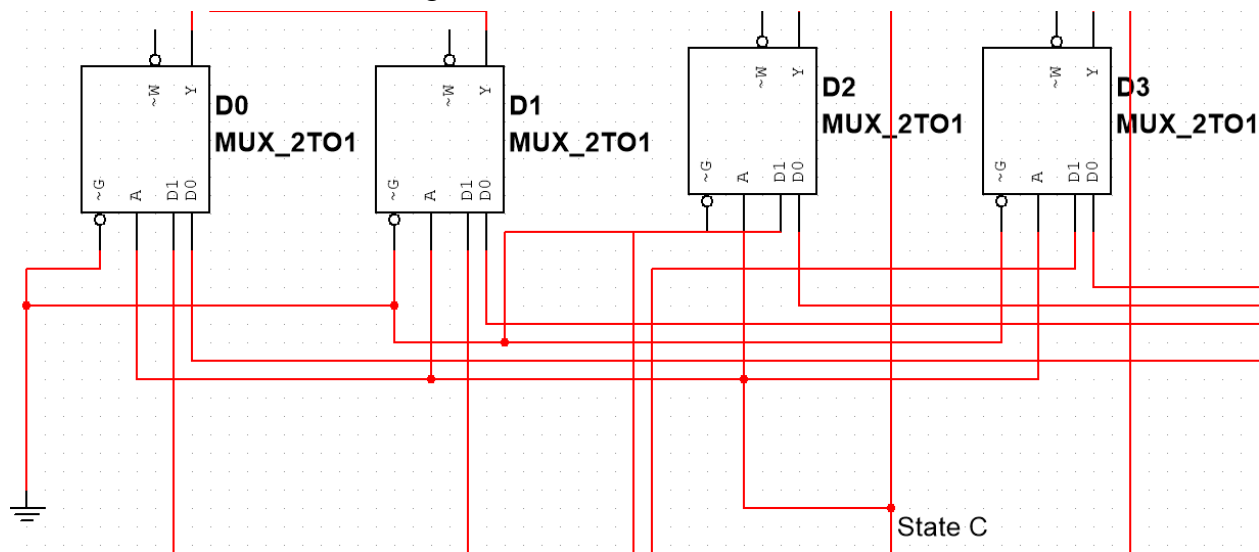 ~M Y
D0
MUX_2TO1
~G A D1 D0
~M Y
D1
MUX_2TO1
~G A D1 D0
~M Y
D2
MUX_2TO1
~G A D1 D0
~M Y
D3
MUX_2TO1
~G A D1 D0
State C